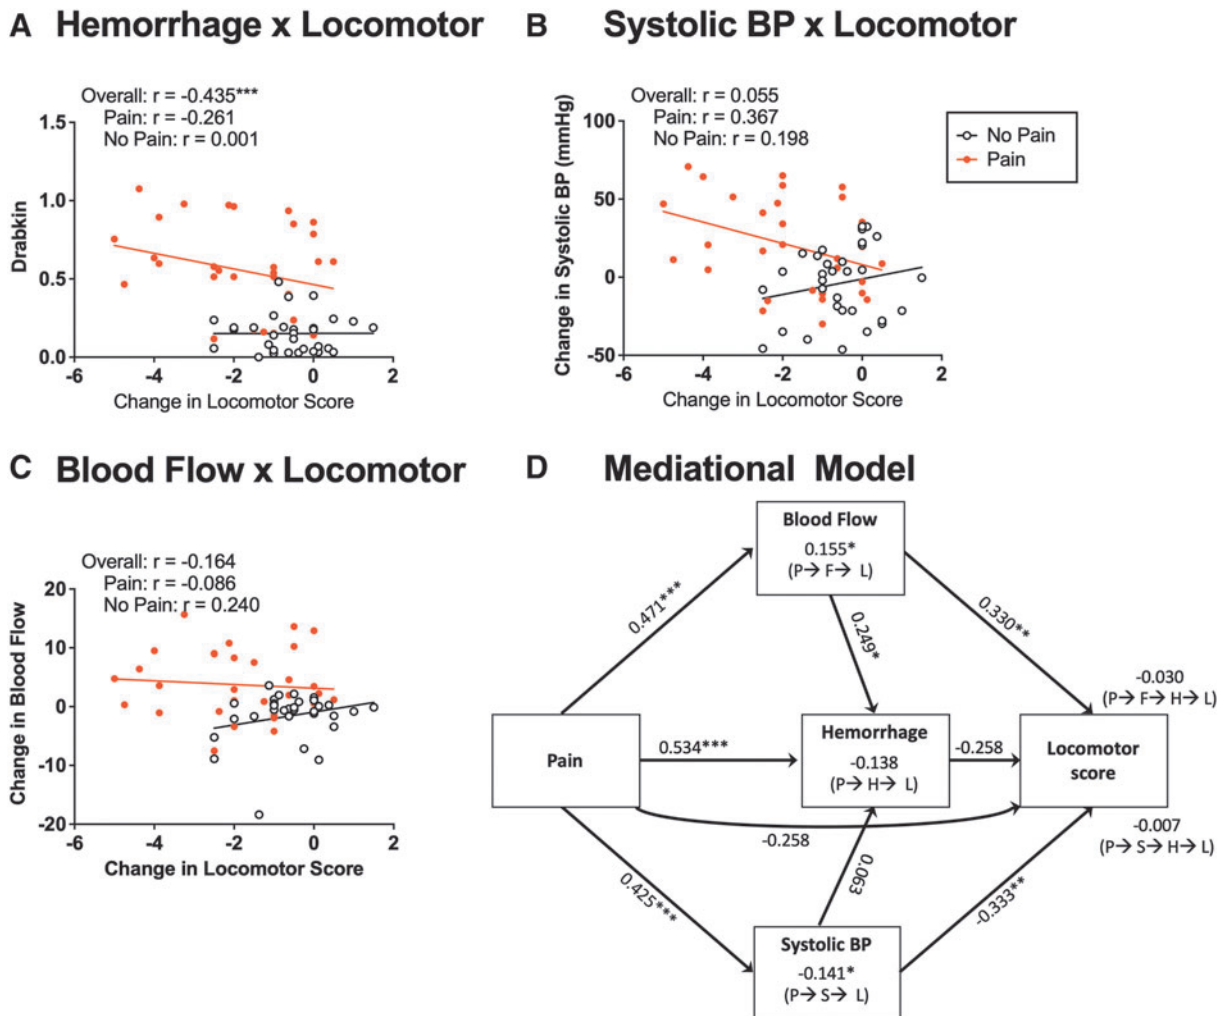 A Hemorrhage x Locomotor
Overall: r = -0.435***
Pain: r = -0.261
No Pain: r = 0.001
1.5
1.0
0.5
0.0
Drabkin
-6 -4 -2 0 2
Change in Locomotor Score
B Systolic BP x Locomotor
Overall: r = 0.055
Pain: r = 0.367
No Pain: r = 0.198
100
50
0
-50
Change in Systolic BP (mmHg)
-6 -4 -2 0 2
Change in Locomotor Score
No Pain
Pain
C Blood Flow x Locomotor
Overall: r = -0.164
Pain: r = -0.086
No Pain: r = 0.240
20
10
0
-10
-20
Change in Blood Flow
-6 -4 -2 0 2
Change in Locomotor Score
D Mediational Model
Blood Flow
0.155*
(P→ F→ L)
0.471***
0.249*
0.330**
-0.030
(P→ F→ H→ L)
Pain
0.534***
Hemorrhage
-0.138
(P→ H→ L)
-0.258
Locomotor
score
-0.258
-0.007
(P→ S→ H→ L)
0.425***
0.063
-0.333**
Systolic BP
-0.141*
(P→ S→ L)